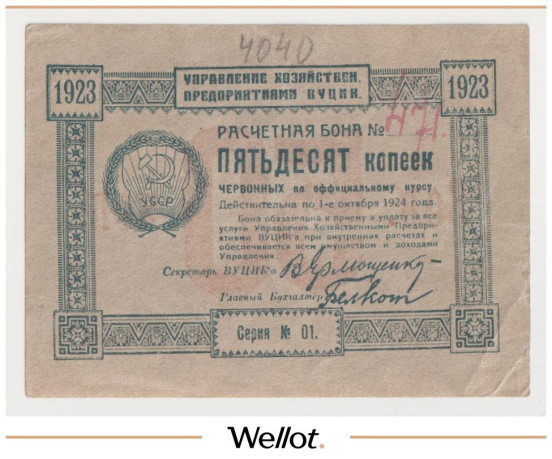 4040
УПРАВЛЕНИЕ ХОЗЯЙСТВЕН.
ПРЕДПРИЯТИЯМИ ВУЦИК.
1923
1923
РАСЧЕТНАЯ БОНА №
ПЯТЬДЕСЯТ копеек
ЧЕРВОННЫХ по оффициальному курсу
Действительна по 1-е октября 1924 года.
Бона обязательна к приему в уплату за все
услуги Управления Хозяйственными Предпри-
ятиями ВУЦИК'а при внутренних расчетах и
обеспечивается всем имуществом и доходами
Управления.
УССР
Секретарь ВУЦИК'а
Главный Бухгалтер
Серия № 01.
Wellot.